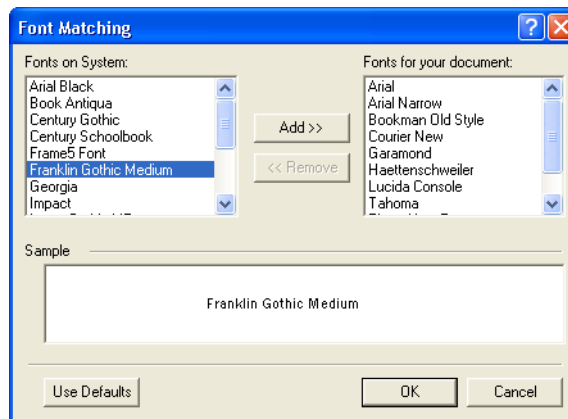 Font Matching
Fonts on System:
Arial Black
Book Antiqua
Century Gothic
Century Schoolbook
Frame5 Font
Franklin Gothic Medium
Georgia
Impact
Add >>
<< Remove
Fonts for your document:
Arial
Arial Narrow
Bookman Old Style
Courier New
Garamond
Haettenschweiler
Lucida Console
Tahoma
Sample
Franklin Gothic Medium
Use Defaults
OK
Cancel